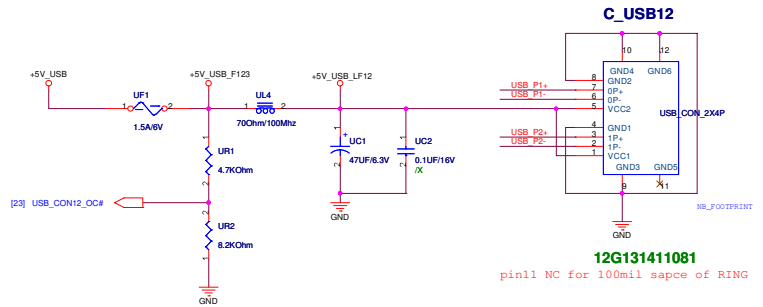 C_USB12
+5V_USB
+5V_USB_F123
+5V_USB_LF12
10
12
GND4
GND6
8
GND2
UF1
UL4
USB_P1+
7
0P+
USB_P1-
6
0P-
1
2
1
2
5
VCC2
USB_CON_2X4P
1.5A/6V
70Ohm/100Mhz
4
GND1
1
+
UC1
1
UC2
USB_P2+
3
1P+
USB_P2-
2
1P-
1
UR1
47UF/6.3V
0.1UF/16V
1
VCC1
4.7KOhm
2
2
/X
GND3
GND5
2
9
11
[23]
USB_CON12_OC#
GND
NB_FOOTPRINT
2
UR2
GND
8.2KOhm
1
12G131411081
pin11 NC for 100mil sapce of RING
GND